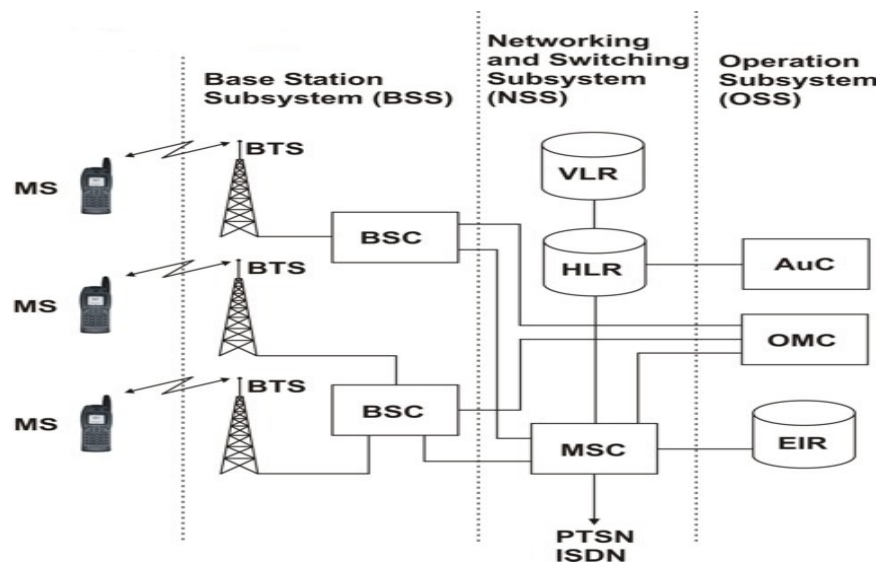 Base Station
Subsystem (BSS)
Networking
and Switching
Subsystem
(NSS)
Operation
Subsystem
(OSS)
MS
BTS
BSC
VLR
HLR
AuC
MS
BTS
OMC
MS
BTS
BSC
MSC
EIR
PTSN
ISDN